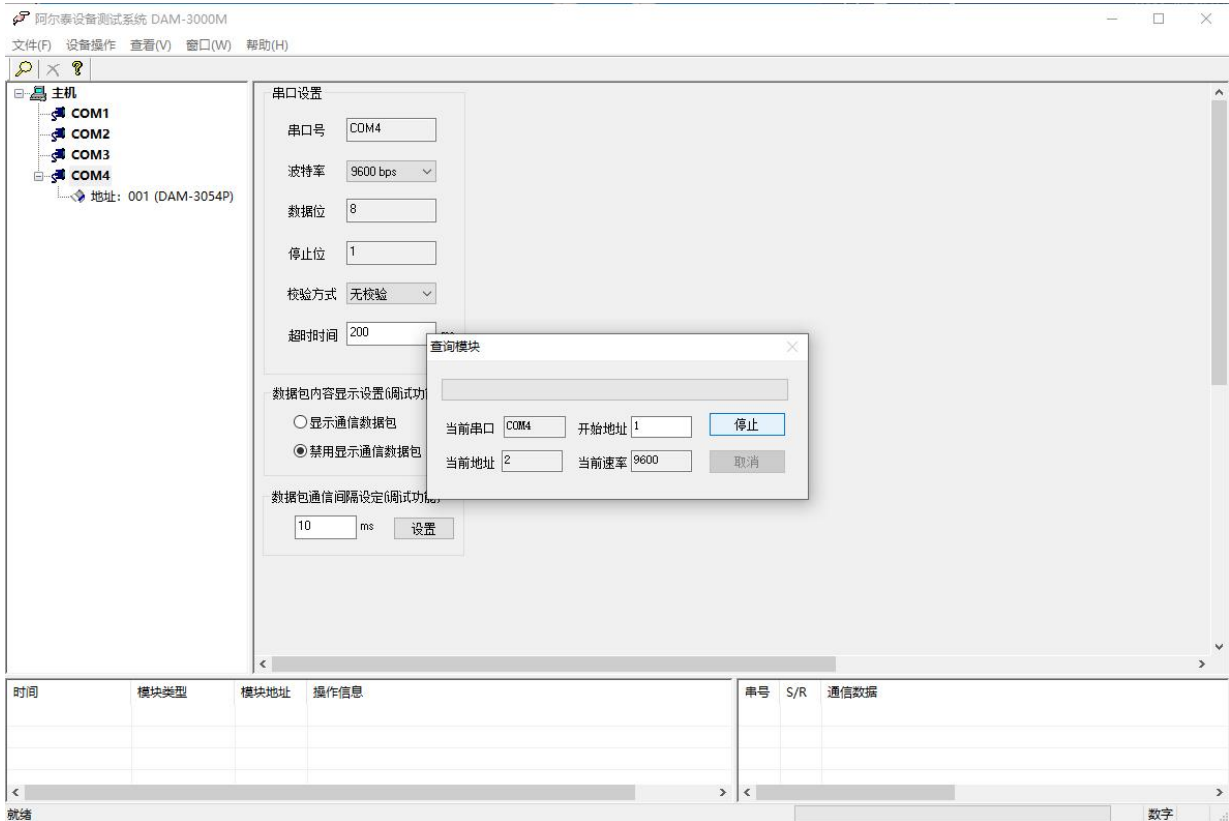 阿尔泰设备测试系统 DAM-3000M
文件(F) 设备操作 查看(V) 窗口(W) 帮助(H)
主机
COM1
COM2
COM3
COM4
地址: 001 (DAM-3054P)
串口设置
串口号 COM4
波特率 9600 bps
数据位 8
停止位 1
校验方式 无校验
超时时间 200
数据包内容显示设置(调试功
显示通信数据包
禁用显示通信数据包
数据包通信间隔设定(调试功能)
10 ms 设置
查询模块
当前串口 COM4 开始地址 1 停止
当前地址 2 当前速率 9600 取消
时间 模块类型 模块地址 操作信息
串号 S/R 通信数据
就绪
数字